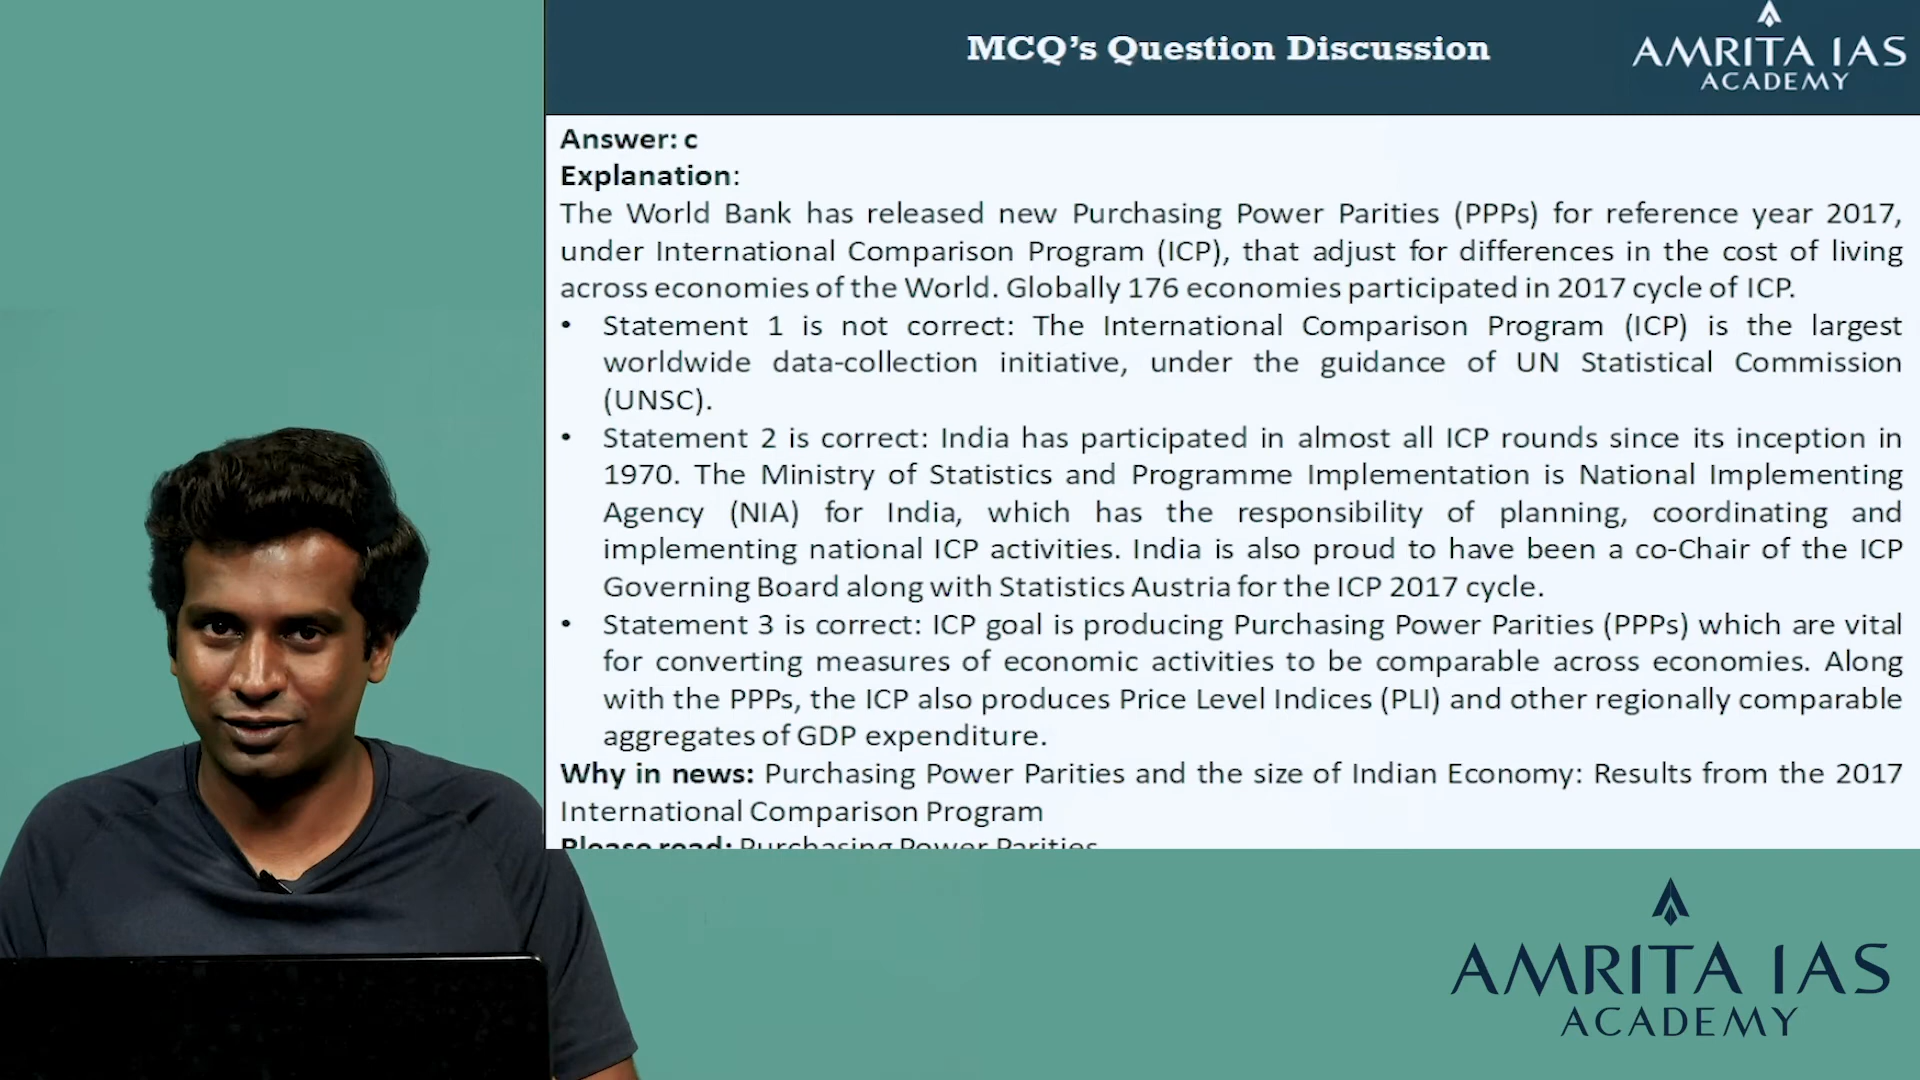 MCQ's Question Discussion
AMRITA IAS
ACADEMY
Answer: c
Explanation:
The World Bank has released new Purchasing Power Parities (PPPs) for reference year 2017,
under International Comparison Program (ICP), that adjust for differences in the cost of living
across economies of the World. Globally 176 economies participated in 2017 cycle of ICP.
• Statement 1 is not correct: The International Comparison Program (ICP) is the largest
worldwide data-collection initiative, under the guidance of UN Statistical Commission
(UNSC).
• Statement 2 is correct: India has participated in almost all ICP rounds since its inception in
1970. The Ministry of Statistics and Programme Implementation is National Implementing
Agency (NIA) for India, which has the responsibility of planning, coordinating and
implementing national ICP activities. India is also proud to have been a co-Chair of the ICP
Governing Board along with Statistics Austria for the ICP 2017 cycle.
• Statement 3 is correct: ICP goal is producing Purchasing Power Parities (PPPs) which are vital
for converting measures of economic activities to be comparable across economies. Along
with the PPPs, the ICP also produces Price Level Indices (PLI) and other regionally comparable
aggregates of GDP expenditure.
Why in news: Purchasing Power Parities and the size of Indian Economy: Results from the 2017
International Comparison Program
Please read: Purchasing Power Parities
AMRITA IAS
ACADEMY